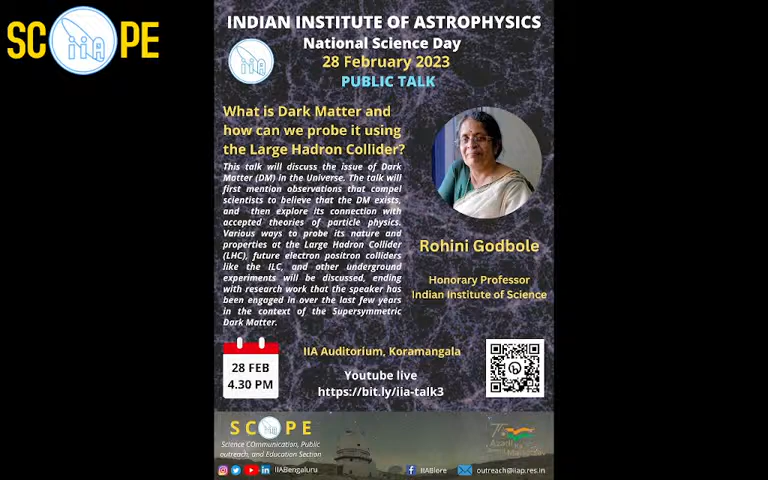 SC iiA PE
INDIAN INSTITUTE OF ASTROPHYSICS
National Science Day
28 February 2023
PUBLIC TALK
iiA
What is Dark Matter and
how can we probe it using
the Large Hadron Collider?
This talk will discuss the issue of Dark
Matter (DM) in the Universe. The talk will
first mention observations that compel
scientists to believe that the DM exists,
and then explore its connection with
accepted theories of particle physics.
Various ways to probe its nature and
properties at the Large Hadron Collider
(LHC), future electron positron colliders
like the ILC, and other underground
experiments will be discussed, ending
with research work that the speaker has
been engaged in over the last few years
in the context of the Supersymmetric
Dark Matter.
Rohini Godbole
Honorary Professor
Indian Institute of Science
28 FEB
4.30 PM
IIA Auditorium, Koramangala
Youtube live
https://bit.ly/iia-talk3
SC iiA PE
Science COmmunication, Public
outreach, and Education Section
IIABengaluru
IIABlore
outreach@iiap.res.in